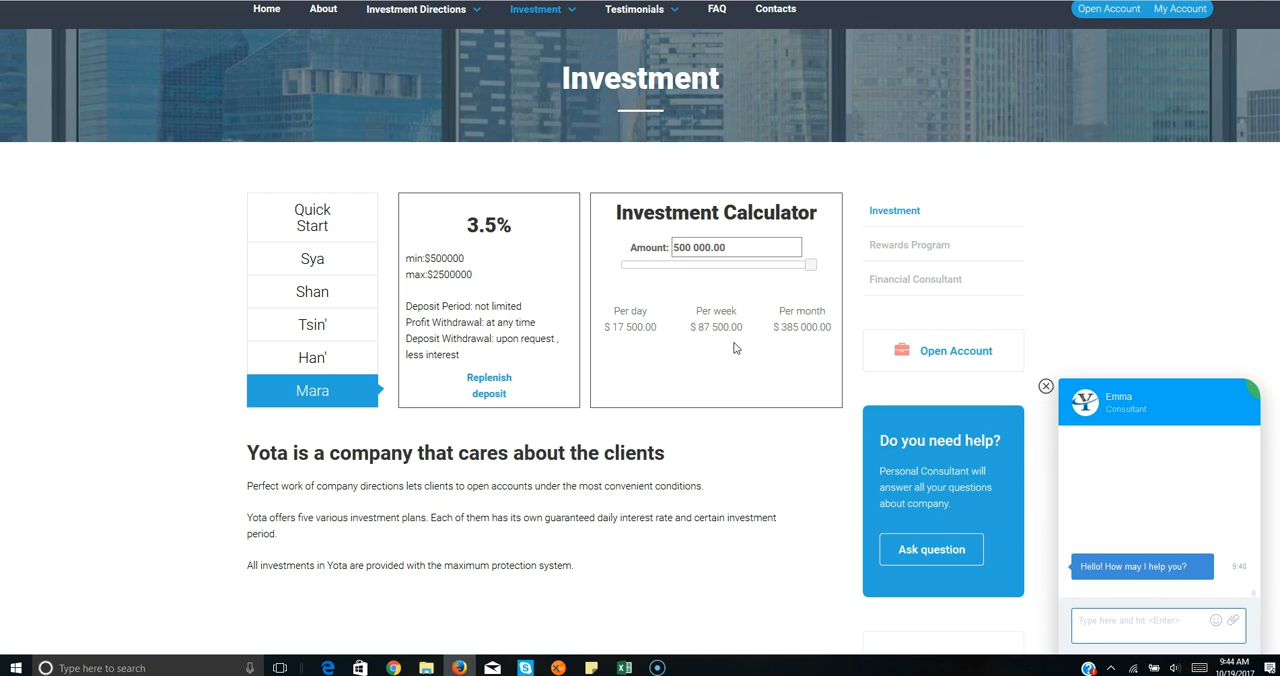 Home About Investment Directions Investment Testimonials FAQ Contacts Open Account My Account
Investment
Quick
Start
Sya
Shan
Tsin'
Han'
Mara
3.5%
min:$500000
max:$2500000
Deposit Period: not limited
Profit Withdrawal: at any time
Deposit Withdrawal: upon request ,
less interest
Replenish
deposit
Investment Calculator
Amount: 500 000.00
Per day Per week Per month
$ 17 500.00 $ 87 500.00 $ 385 000.00
Investment
Rewards Program
Financial Consultant
Open Account
Do you need help?
Personal Consultant will
answer all your questions
about company.
Ask question
Yota is a company that cares about the clients
Perfect work of company directions lets clients to open accounts under the most convenient conditions.
Yota offers five various investment plans. Each of them has its own guaranteed daily interest rate and certain investment
period.
All investments in Yota are provided with the maximum protection system.
Emma
Consultant
Hello! How may I help you? 9:40
Type here and hit <Enter>
Type here to search
9:44 AM
10/19/2017